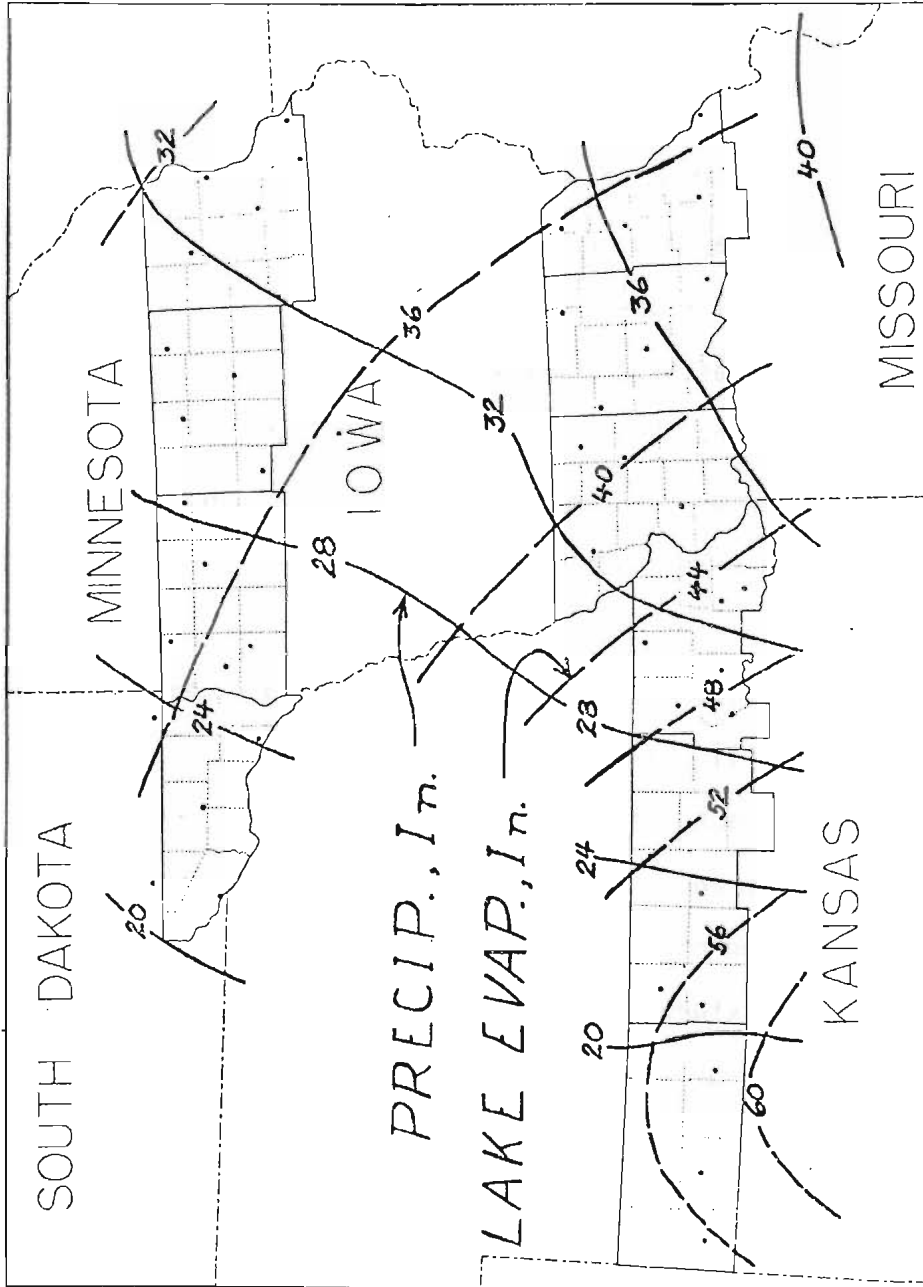 SOUTH DAKOTA
MINNESOTA
IOWA
MISSOURI
KANSAS
PRECIP., In.
LAKE EVAP., In.
20
24
28
32
32
36
36
40
40
28
32
44
48
52
24
56
20
60